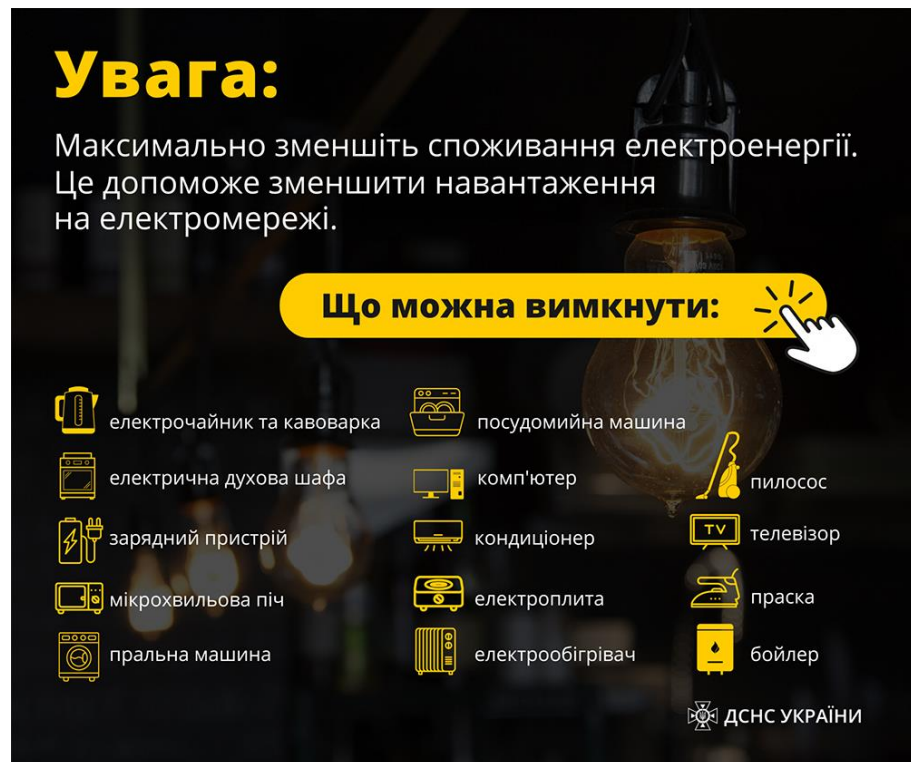 Увага:
Максимально зменшіть споживання електроенергії.
Це допоможе зменшити навантаження
на електромережі.
Що можна вимкнути:
електрочайник та кавоварка
електрична духова шафа
зарядний пристрій
мікрохвильова піч
пральна машина
посудомийна машина
комп'ютер
кондиціонер
електроплита
електрообігрівач
пилосос
TV
телевізор
праска
бойлер
ДСНС УКРАЇНИ